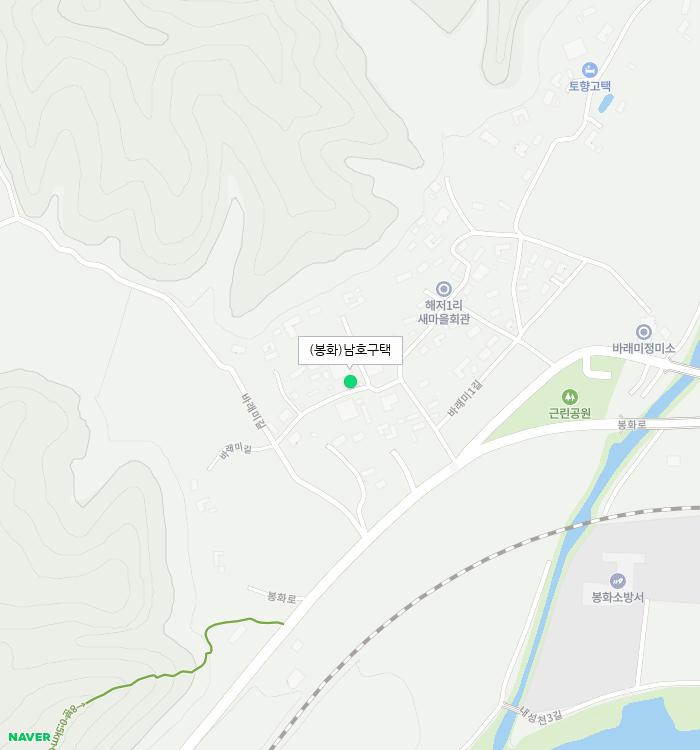 토향고택
해저1리
새마을회관
(봉화)남호구택
바래미정미소
바래미길
바래미1길
근린공원
봉화로
바래미길
봉화소방서
봉화로
내성천3길
NAVER